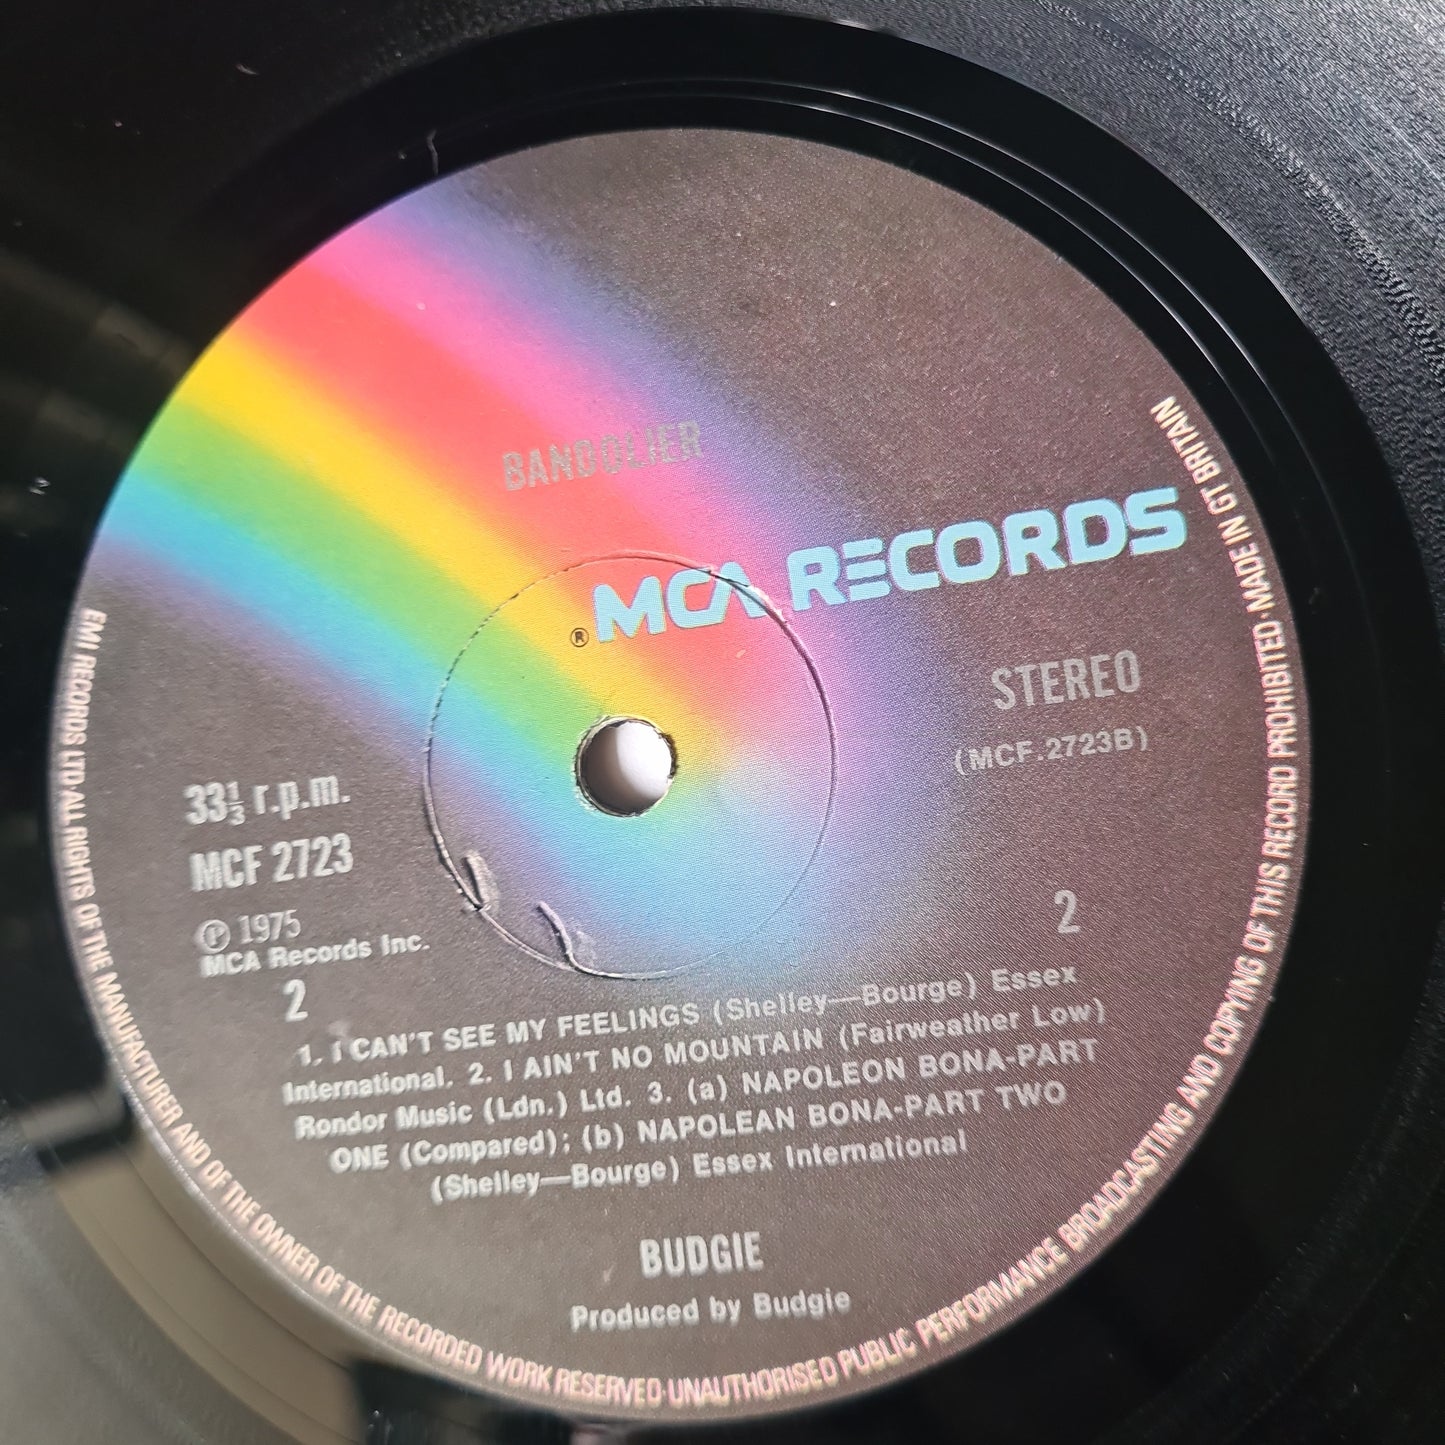 BANDOLIER
® MCA RECORDS
STEREO
(MCF.2723B)
33⅓ r.p.m.
MCF 2723
℗ 1975
MCA Records Inc.
2
2
1. I CAN'T SEE MY FEELINGS (Shelley—Bourge) Essex
International. 2. I AIN'T NO MOUNTAIN (Fairweather Low)
Rondor Music (Ldn.) Ltd. 3. (a) NAPOLEON BONA-PART
ONE (Compared); (b) NAPOLEAN BONA-PART TWO
(Shelley—Bourge) Essex International
BUDGIE
Produced by Budgie
EMI RECORDS LTD·ALL RIGHTS OF THE MANUFACTURER AND OF THE OWNER OF THE RECORDED WORK RESERVED·UNAUTHORISED PUBLIC PERFORMANCE BROADCASTING AND COPYING OF THIS RECORD PROHIBITED·MADE IN GT BRITAIN